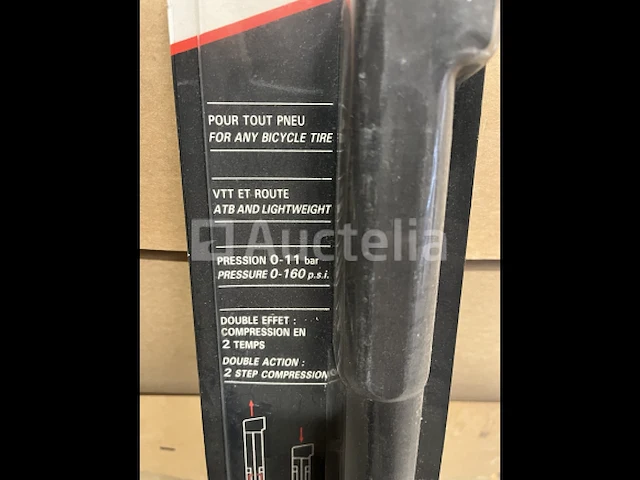 POUR TOUT PNEU
FOR ANY BICYCLE TIRE
VTT ET ROUTE
ATB AND LIGHTWEIGHT
Auctelia
PRESSION 0-11 bar
PRESSURE 0-160 p.s.i.
DOUBLE EFFET :
COMPRESSION EN
2 TEMPS
DOUBLE ACTION :
2 STEP COMPRESSION